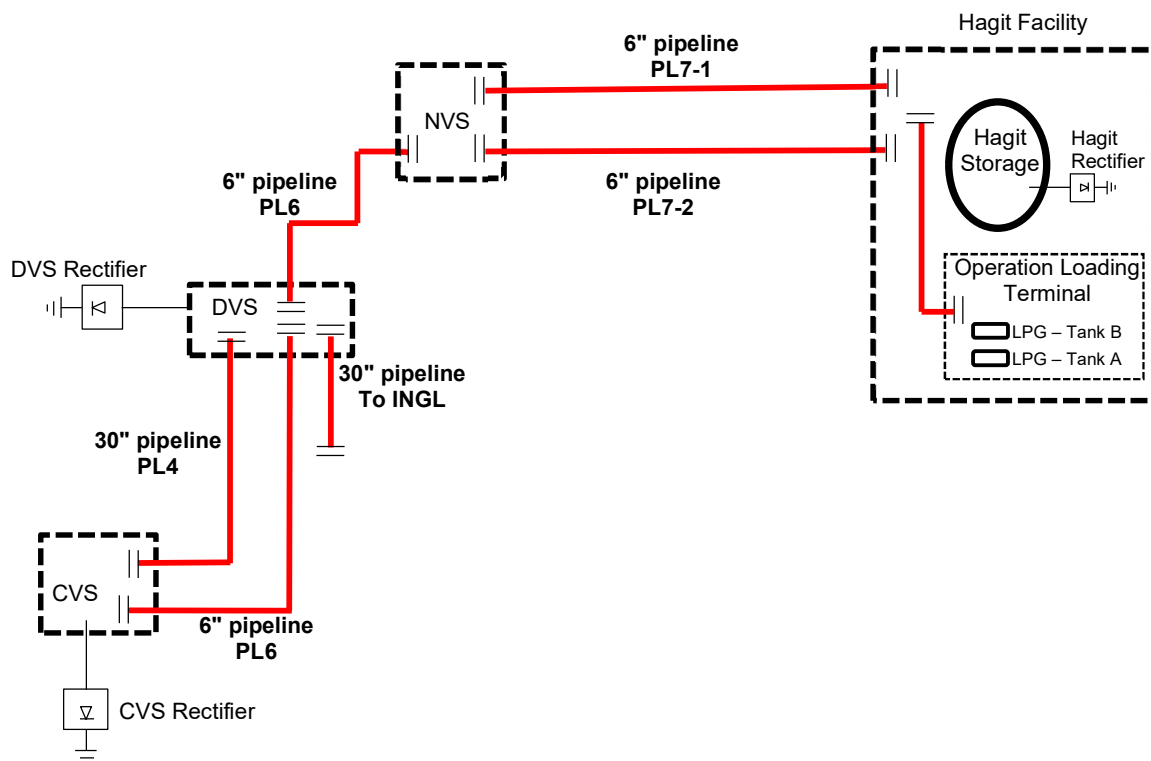 Hagit Facility
6" pipeline
PL7-1
NVS
Hagit
Storage
Hagit
Rectifier
6" pipeline
PL6
6" pipeline
PL7-2
DVS Rectifier
DVS
Operation Loading
Terminal
LPG – Tank B
LPG – Tank A
30" pipeline
To INGL
30" pipeline
PL4
CVS
6" pipeline
PL6
CVS Rectifier